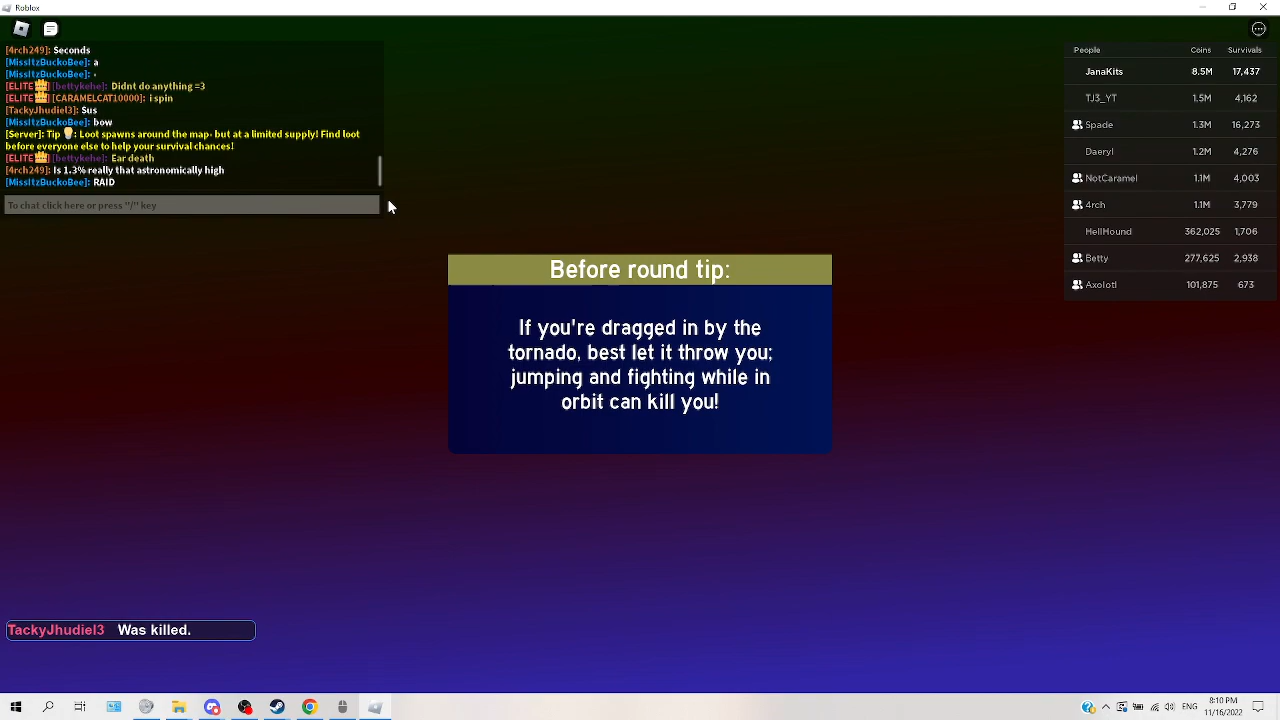 Roblox
[4rch249]: Seconds
[MissItzBuckoBee]: a
[MissItzBuckoBee]: .
[ELITE] [bettykehe]: Didnt do anything =3
[ELITE] [CARAMELCAT10000]: i spin
[TackyJhudiel3]: Sus
[MissItzBuckoBee]: bow
[Server]: Tip : Loot spawns around the map- but at a limited supply! Find loot
before everyone else to help your survival chances!
[ELITE] [bettykehe]: Ear death
[4rch249]: Is 1.3% really that astronomically high
[MissItzBuckoBee]: RAID
To chat click here or press "/" key
People Coins Survivals
JanaKits 8.5M 17,437
TJ3_YT 1.5M 4,162
Spade 1.3M 16,273
Daeryl 1.2M 4,276
NotCaramel 1.1M 4,003
4rch 1.1M 3,779
HellHound 362,025 1,706
Betty 277,625 2,938
Axolotl 101,875 673
Before round tip:
If you're dragged in by the
tornado, best let it throw you;
jumping and fighting while in
orbit can kill you!
TackyJhudiel3 Was killed.
ENG
8:10 PM
11/16/2022